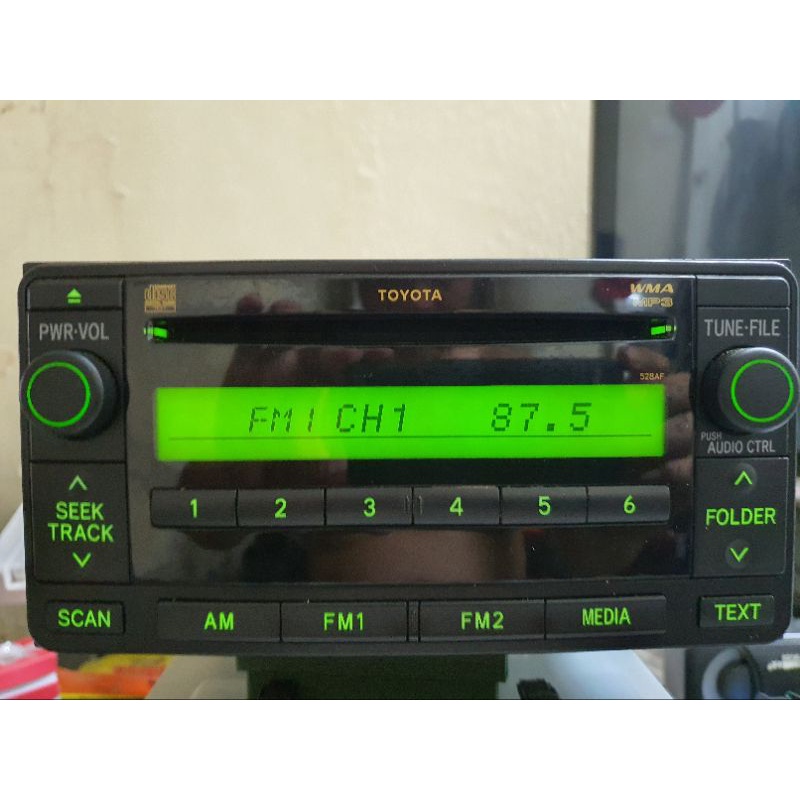 TOYOTA
WMA
MP3
PWR·VOL
TUNE·FILE
528AF
FM1 CH1 87.5
PUSH
AUDIO CTRL
SEEK
TRACK
1 2 3 4 5 6
FOLDER
SCAN
AM FM1 FM2 MEDIA
TEXT